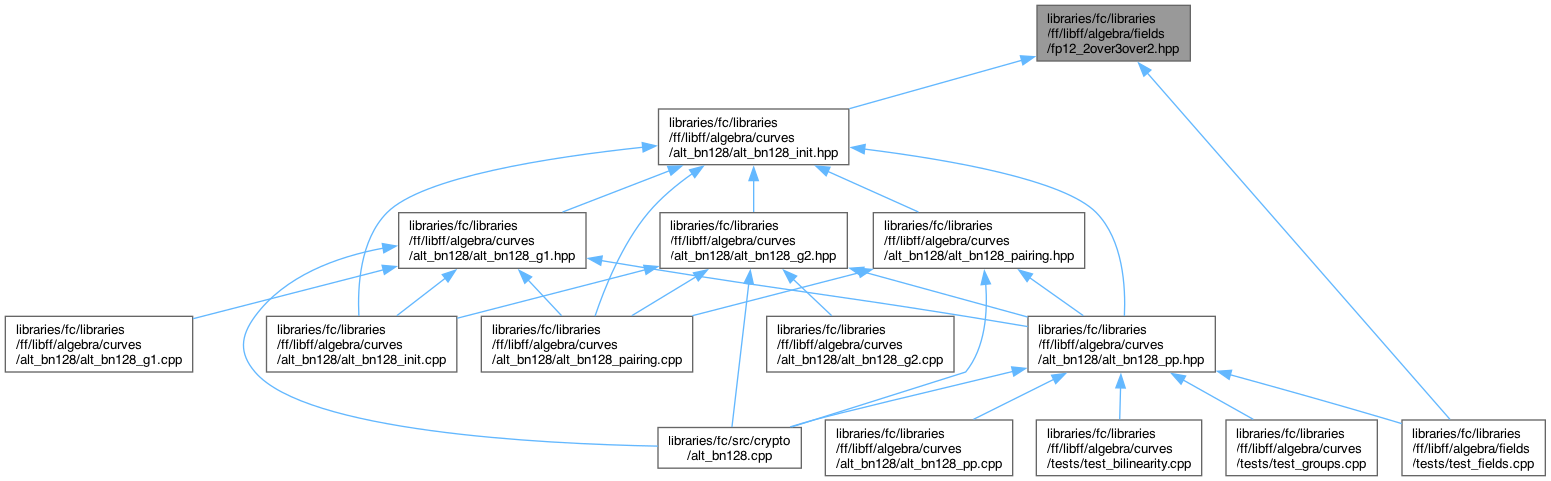 libraries/fc/libraries
/ff/libff/algebra/fields
/fp12_2over3over2.hpp
libraries/fc/libraries
/ff/libff/algebra/curves
/alt_bn128/alt_bn128_init.hpp
libraries/fc/libraries
/ff/libff/algebra/curves
/alt_bn128/alt_bn128_g1.hpp
libraries/fc/libraries
/ff/libff/algebra/curves
/alt_bn128/alt_bn128_g2.hpp
libraries/fc/libraries
/ff/libff/algebra/curves
/alt_bn128/alt_bn128_pairing.hpp
libraries/fc/libraries
/ff/libff/algebra/curves
/alt_bn128/alt_bn128_g1.cpp
libraries/fc/libraries
/ff/libff/algebra/curves
/alt_bn128/alt_bn128_init.cpp
libraries/fc/libraries
/ff/libff/algebra/curves
/alt_bn128/alt_bn128_pairing.cpp
libraries/fc/libraries
/ff/libff/algebra/curves
/alt_bn128/alt_bn128_g2.cpp
libraries/fc/libraries
/ff/libff/algebra/curves
/alt_bn128/alt_bn128_pp.hpp
libraries/fc/src/crypto
/alt_bn128.cpp
libraries/fc/libraries
/ff/libff/algebra/curves
/alt_bn128/alt_bn128_pp.cpp
libraries/fc/libraries
/ff/libff/algebra/curves
/tests/test_bilinearity.cpp
libraries/fc/libraries
/ff/libff/algebra/curves
/tests/test_groups.cpp
libraries/fc/libraries
/ff/libff/algebra/fields
/tests/test_fields.cpp